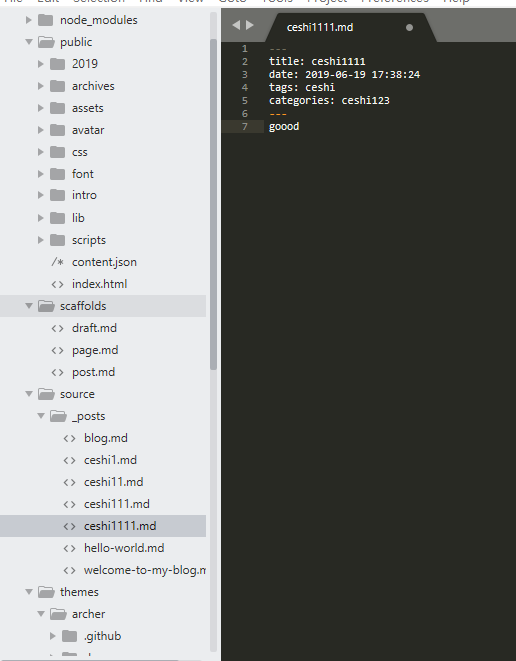 node_modules
public
2019
archives
assets
avatar
css
font
intro
lib
scripts
/* content.json
<> index.html
scaffolds
<> draft.md
<> page.md
<> post.md
source
_posts
<> blog.md
<> ceshi1.md
<> ceshi11.md
<> ceshi111.md
<> ceshi1111.md
<> hello-world.md
<> welcome-to-my-blog.m
themes
archer
.github
ceshi1111.md
1 ---
2 title: ceshi1111
3 date: 2019-06-19 17:38:24
4 tags: ceshi
5 categories: ceshi123
6 ---
7 goood